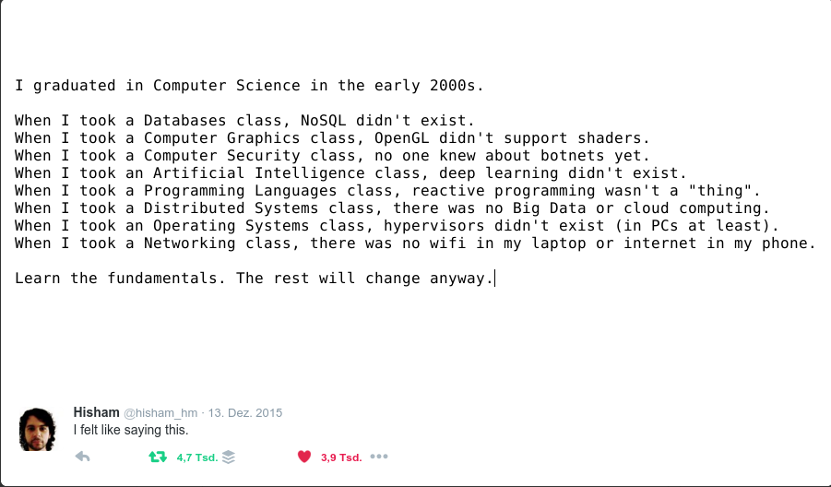 I graduated in Computer Science in the early 2000s.
When I took a Databases class, NoSQL didn't exist.
When I took a Computer Graphics class, OpenGL didn't support shaders.
When I took a Computer Security class, no one knew about botnets yet.
When I took an Artificial Intelligence class, deep learning didn't exist.
When I took a Programming Languages class, reactive programming wasn't a "thing".
When I took a Distributed Systems class, there was no Big Data or cloud computing.
When I took an Operating Systems class, hypervisors didn't exist (in PCs at least).
When I took a Networking class, there was no wifi in my laptop or internet in my phone.
Learn the fundamentals. The rest will change anyway.
Hisham @hisham_hm · 13. Dez. 2015
I felt like saying this.
4,7 Tsd. 3,9 Tsd.